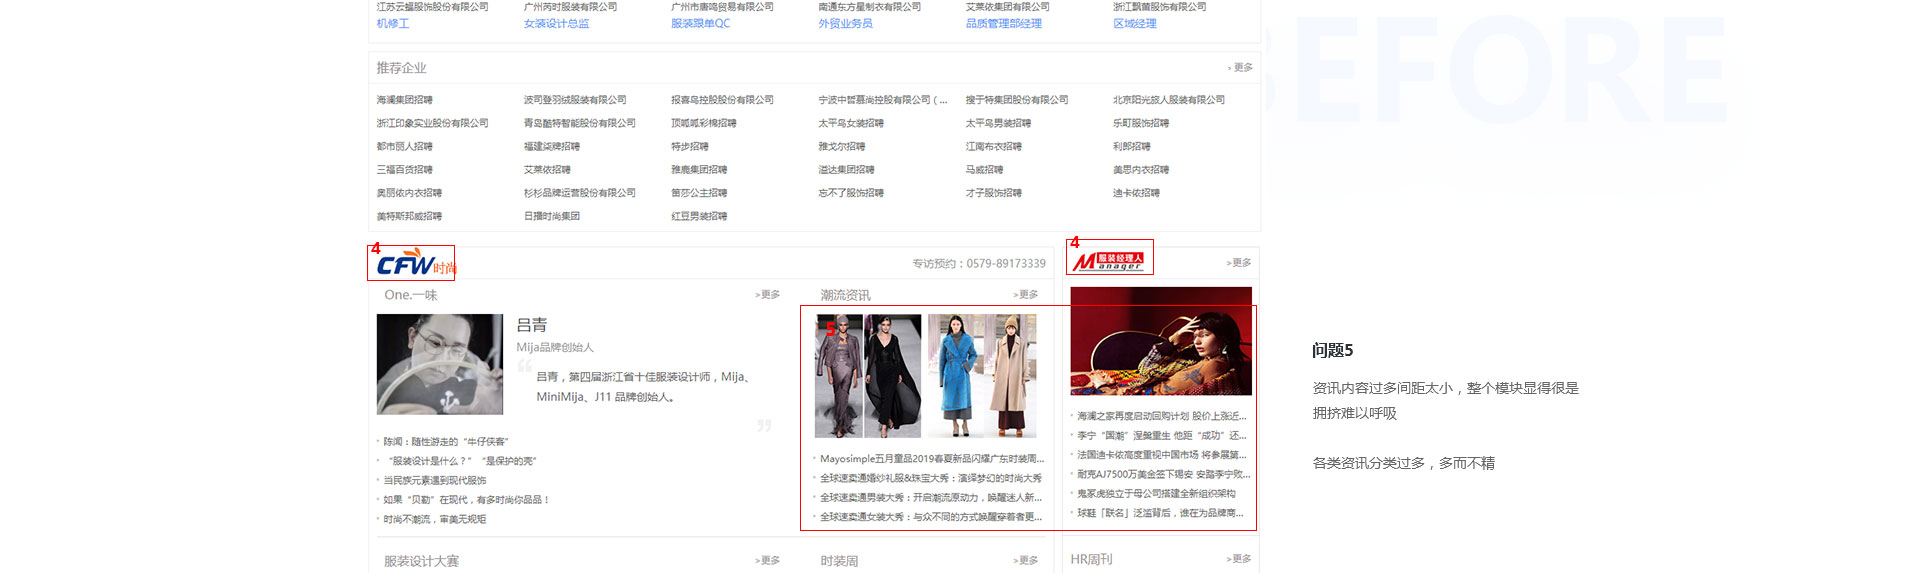 江苏云蝠服饰股份有限公司 广州芮时服装有限公司 广州市唐鸣贸易有限公司 南通东方星制衣有限公司 艾莱依集团有限公司 浙江飘蕾服饰有限公司
机修工 女装设计总监 服装跟单QC 外贸业务员 品质管理部经理 区域经理
BEFORE
推荐企业 > 更多
海澜集团招聘 波司登羽绒服装有限公司 报喜鸟控股股份有限公司 宁波中哲慕尚控股有限公司（... 搜于特集团股份有限公司 北京阳光旅人服装有限公司
浙江印象实业股份有限公司 青岛酷特智能股份有限公司 顶呱呱彩棉招聘 太平鸟女装招聘 太平鸟男装招聘 乐町服饰招聘
都市丽人招聘 福建柒牌招聘 特步招聘 雅戈尔招聘 江南布衣招聘 利郎招聘
三福百货招聘 艾莱依招聘 雅鹿集团招聘 溢达集团招聘 马威招聘 美思内衣招聘
奥丽侬内衣招聘 杉杉品牌运营股份有限公司 笛莎公主招聘 忘不了服饰招聘 才子服饰招聘 迪卡侬招聘
美特斯邦威招聘 日播时尚集团 红豆男装招聘
4
CFW时尚 专访预约：0579-89173339
4
Manager 服装经理人 >更多
One.一味 >更多
潮流资讯 >更多
5
吕青
Mija品牌创始人
“
吕青，第四届浙江省十佳服装设计师，Mija、
MiniMija、J11 品牌创始人。
”
陈闻：随性游走的“牛仔侠客”
“服装设计是什么？” “是保护的壳”
当民族元素遇到现代服饰
如果“贝勒”在现代，有多时尚你品品！
时尚不潮流，审美无规矩
Mayosimple五月童品2019春夏新品闪耀广东时装周...
全球速卖通婚纱礼服&珠宝大秀：演绎梦幻的时尚大秀
全球速卖通男装大秀：开启潮流原动力，唤醒迷人新...
全球速卖通女装大秀：与众不同的方式唤醒穿着者更...
海澜之家再度启动回购计划 股价上涨近...
李宁“国潮”涅槃重生 他距“成功”还...
法国迪卡侬高度重视中国市场 将参展第...
耐克AJ7500万美金签下锡安 安踏李宁败...
鬼冢虎独立于母公司搭建全新组织架构
球鞋「联名」泛滥背后，谁在为品牌商...
服装设计大赛 >更多
时装周 >更多
HR周刊 >更多
问题5
资讯内容过多间距太小，整个模块显得很是
拥挤难以呼吸
各类资讯分类过多，多而不精